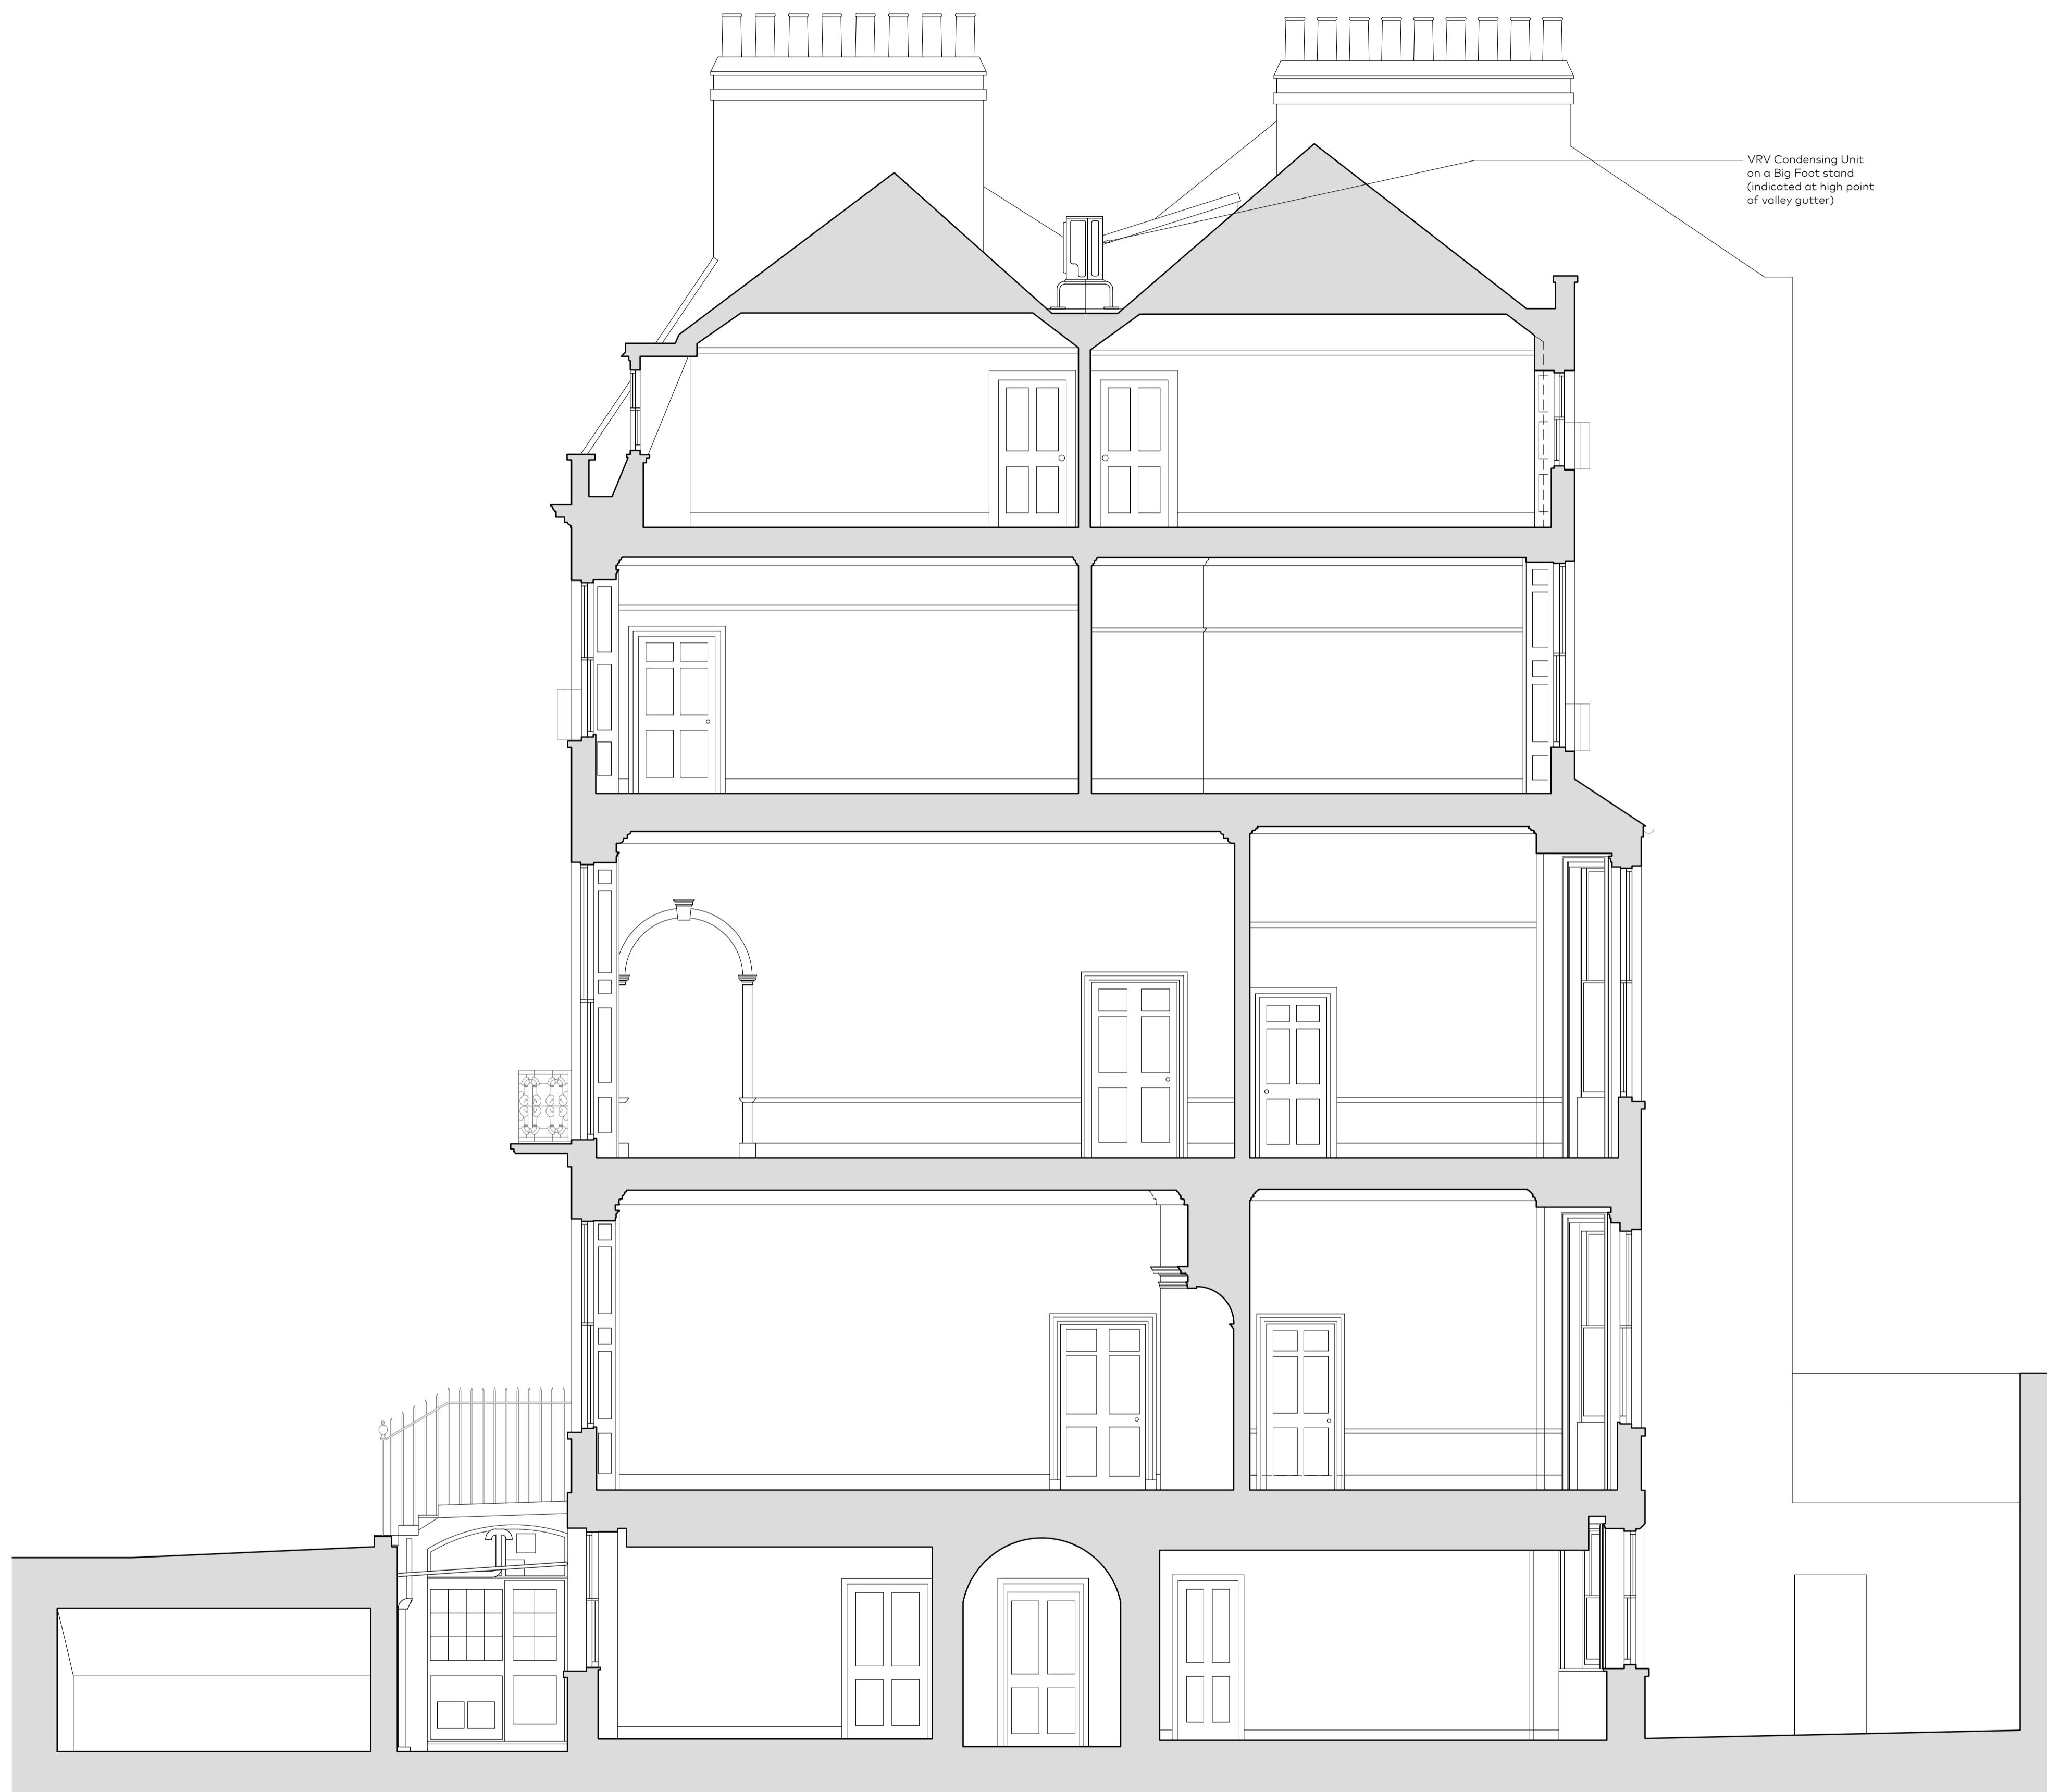 VRV Condensing Unit
on a Big Foot stand
(indicated at high point
of valley gutter)